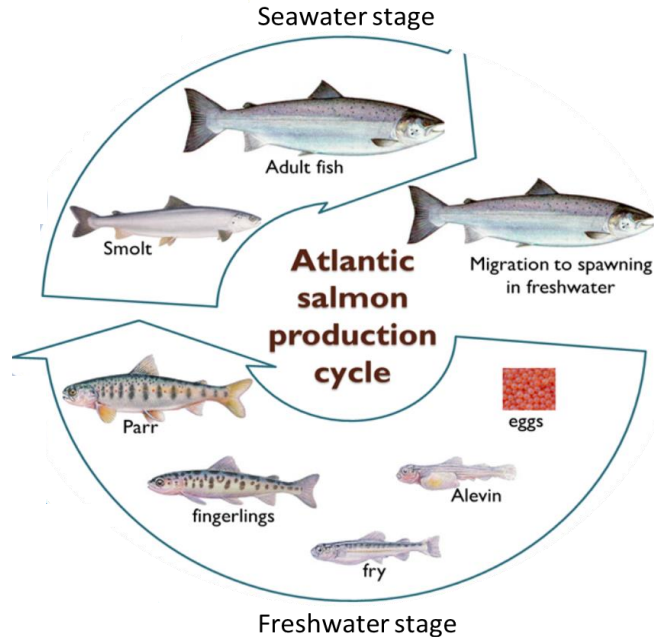 Seawater stage
Adult fish
Smolt
Migration to spawning
in freshwater
Atlantic
salmon
production
cycle
eggs
Parr
Alevin
fingerlings
fry
Freshwater stage